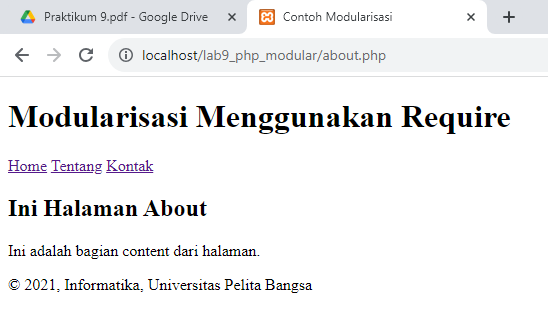 Praktikum 9.pdf - Google Drive
Contoh Modularisasi
localhost/lab9_php_modular/about.php
Modularisasi Menggunakan Require
Home Tentang Kontak
Ini Halaman About
Ini adalah bagian content dari halaman.
© 2021, Informatika, Universitas Pelita Bangsa